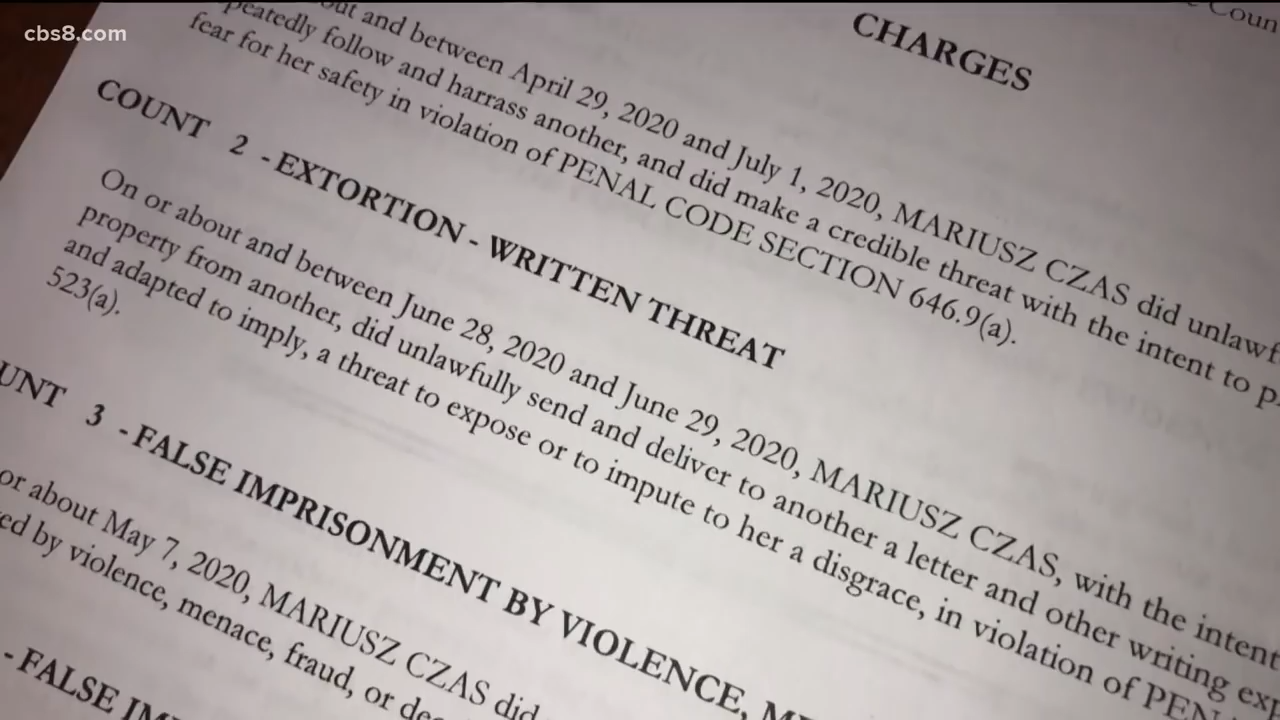 cbs8.com
Coun
CHARGES
out and between April 29, 2020 and July 1, 2020, MARIUSZ CZAS did unlawf
peatedly follow and harrass another, and did make a credible threat with the intent to p
fear for her safety in violation of PENAL CODE SECTION 646.9(a).
COUNT 2 - EXTORTION - WRITTEN THREAT
On or about and between June 28, 2020 and June 29, 2020, MARIUSZ CZAS, with the intent
property from another, did unlawfully send and deliver to another a letter and other writing exp
and adapted to imply, a threat to expose or to impute to her a disgrace, in violation of PEN
523(a).
UNT 3 - FALSE IMPRISONMENT BY VIOLENCE, M
or about May 7, 2020, MARIUSZ CZAS did
ed by violence, menace, fraud, or dec
- FALSE IM